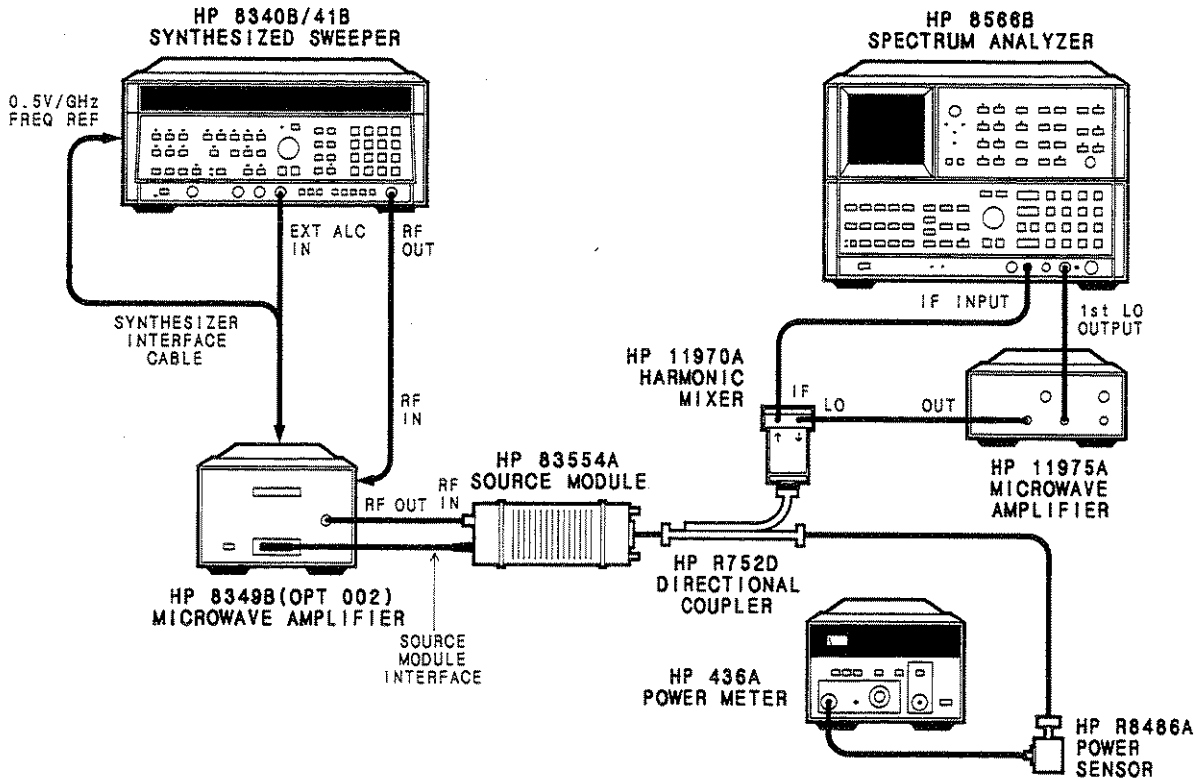 HP 8340B/41B
SYNTHESIZED SWEEPER
HP 8566B
SPECTRUM ANALYZER
0.5V/GHz
FREQ REF
EXT ALC
IN
RF
OUT
SYNTHESIZER
INTERFACE
CABLE
IF INPUT
1st LO
OUTPUT
HP 11970A
HARMONIC
MIXER
IF
LO
OUT
RF
IN
HP 11975A
MICROWAVE
AMPLIFIER
HP 83554A
SOURCE MODULE
RF OUT
RF
IN
HP R752D
DIRECTIONAL
COUPLER
HP 8349B(OPT 002)
MICROWAVE AMPLIFIER
SOURCE
MODULE
INTERFACE
HP 436A
POWER METER
HP R8486A
POWER
SENSOR